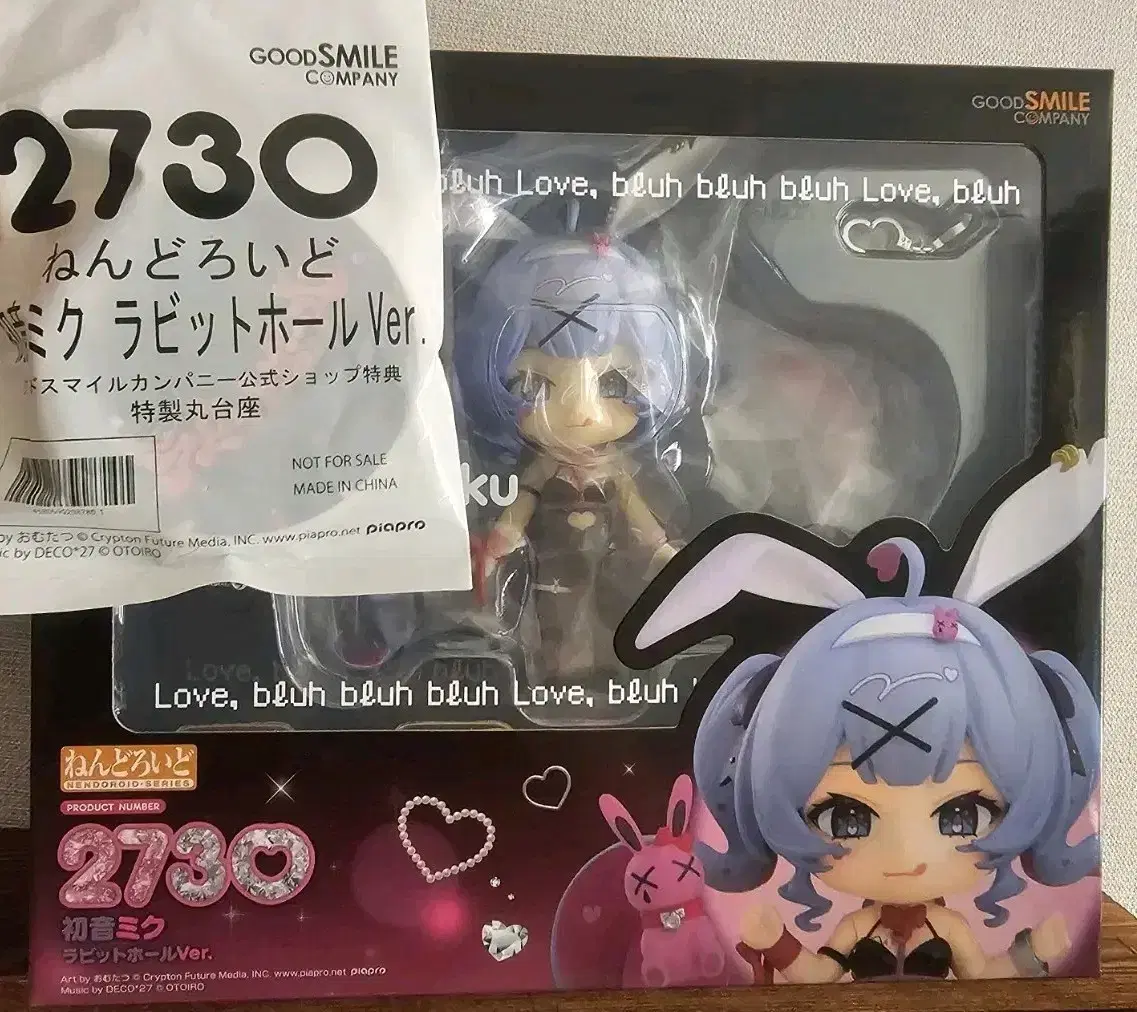 GOODSMILE
COMPANY
2730
ねんどろいど
ミク ラビットホール Ver.
スマイルカンパニー公式ショップ特典
特製丸台座
NOT FOR SALE
MADE IN CHINA
by おむたつ © Crypton Future Media, INC. www.piapro.net piapro
by DECO*27 © OTOIRO
GOODSMILE
COMPANY
bluh Love, bluh bluh bluh Love, bluh
ku
Love, bluh bluh bluh Love, bluh
ねんどろいど
NENDOROID SERIES
PRODUCT NUMBER
2730
初音ミク
ラビットホールVer.
Art by おむたつ © Crypton Future Media, INC. www.piapro.net piapro
Music by DECO*27 © OTOIRO